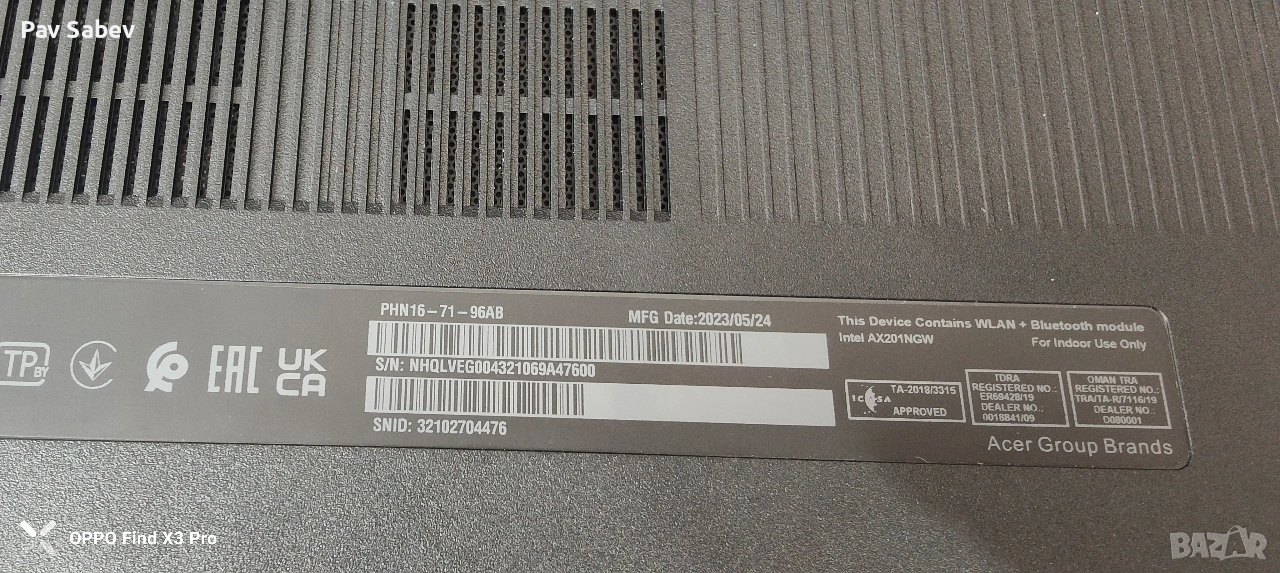 Pav Sabev
PHN16-71-96AB
MFG Date:2023/05/24
S/N: NHQLVEG004321069A47600
SNID: 32102704476
This Device Contains WLAN + Bluetooth module
Intel AX201NGW
For Indoor Use Only
TP
BY
EAC
UK
CA
ICASA
TA-2018/3315
APPROVED
TDRA
REGISTERED NO.:
ER69428/19
DEALER NO.:
0018841/09
OMAN TRA
REGISTERED NO.:
TRA/TA-R/7116/19
DEALER NO.:
D080001
Acer Group Brands
OPPO Find X3 Pro
BAZAR